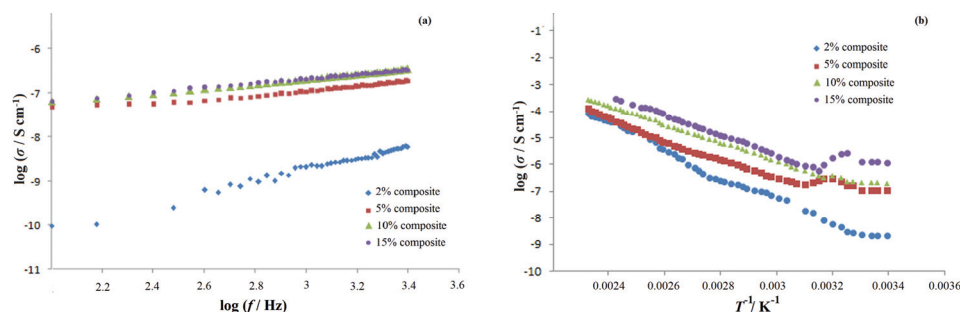 (a)
log (σ / S cm⁻¹)
-6
-7
-8
-9
-10
-11
2% composite
5% composite
10% composite
15% composite
2.2 2.6 2.8 3.0 3.2 3.4 3.6
log (f / Hz)
(b)
log (σ / S cm⁻¹)
-1
-2
-3
-4
-5
-6
-7
-8
-9
-10
2% composite
5% composite
10% composite
15% composite
0.0024 0.0026 0.0028 0.003 0.0032 0.0034 0.0036
T⁻¹/ K⁻¹